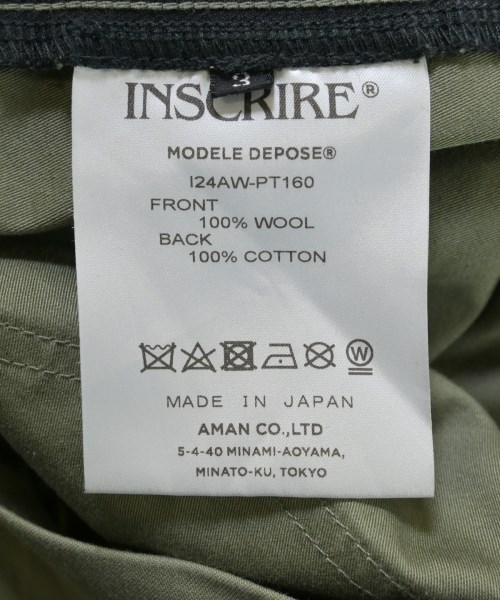 3
INSCRIRE®
MODELE DEPOSE®
I24AW-PT160
FRONT
100% WOOL
BACK
100% COTTON
W
MADE IN JAPAN
AMAN CO.,LTD
5-4-40 MINAMI-AOYAMA,
MINATO-KU, TOKYO